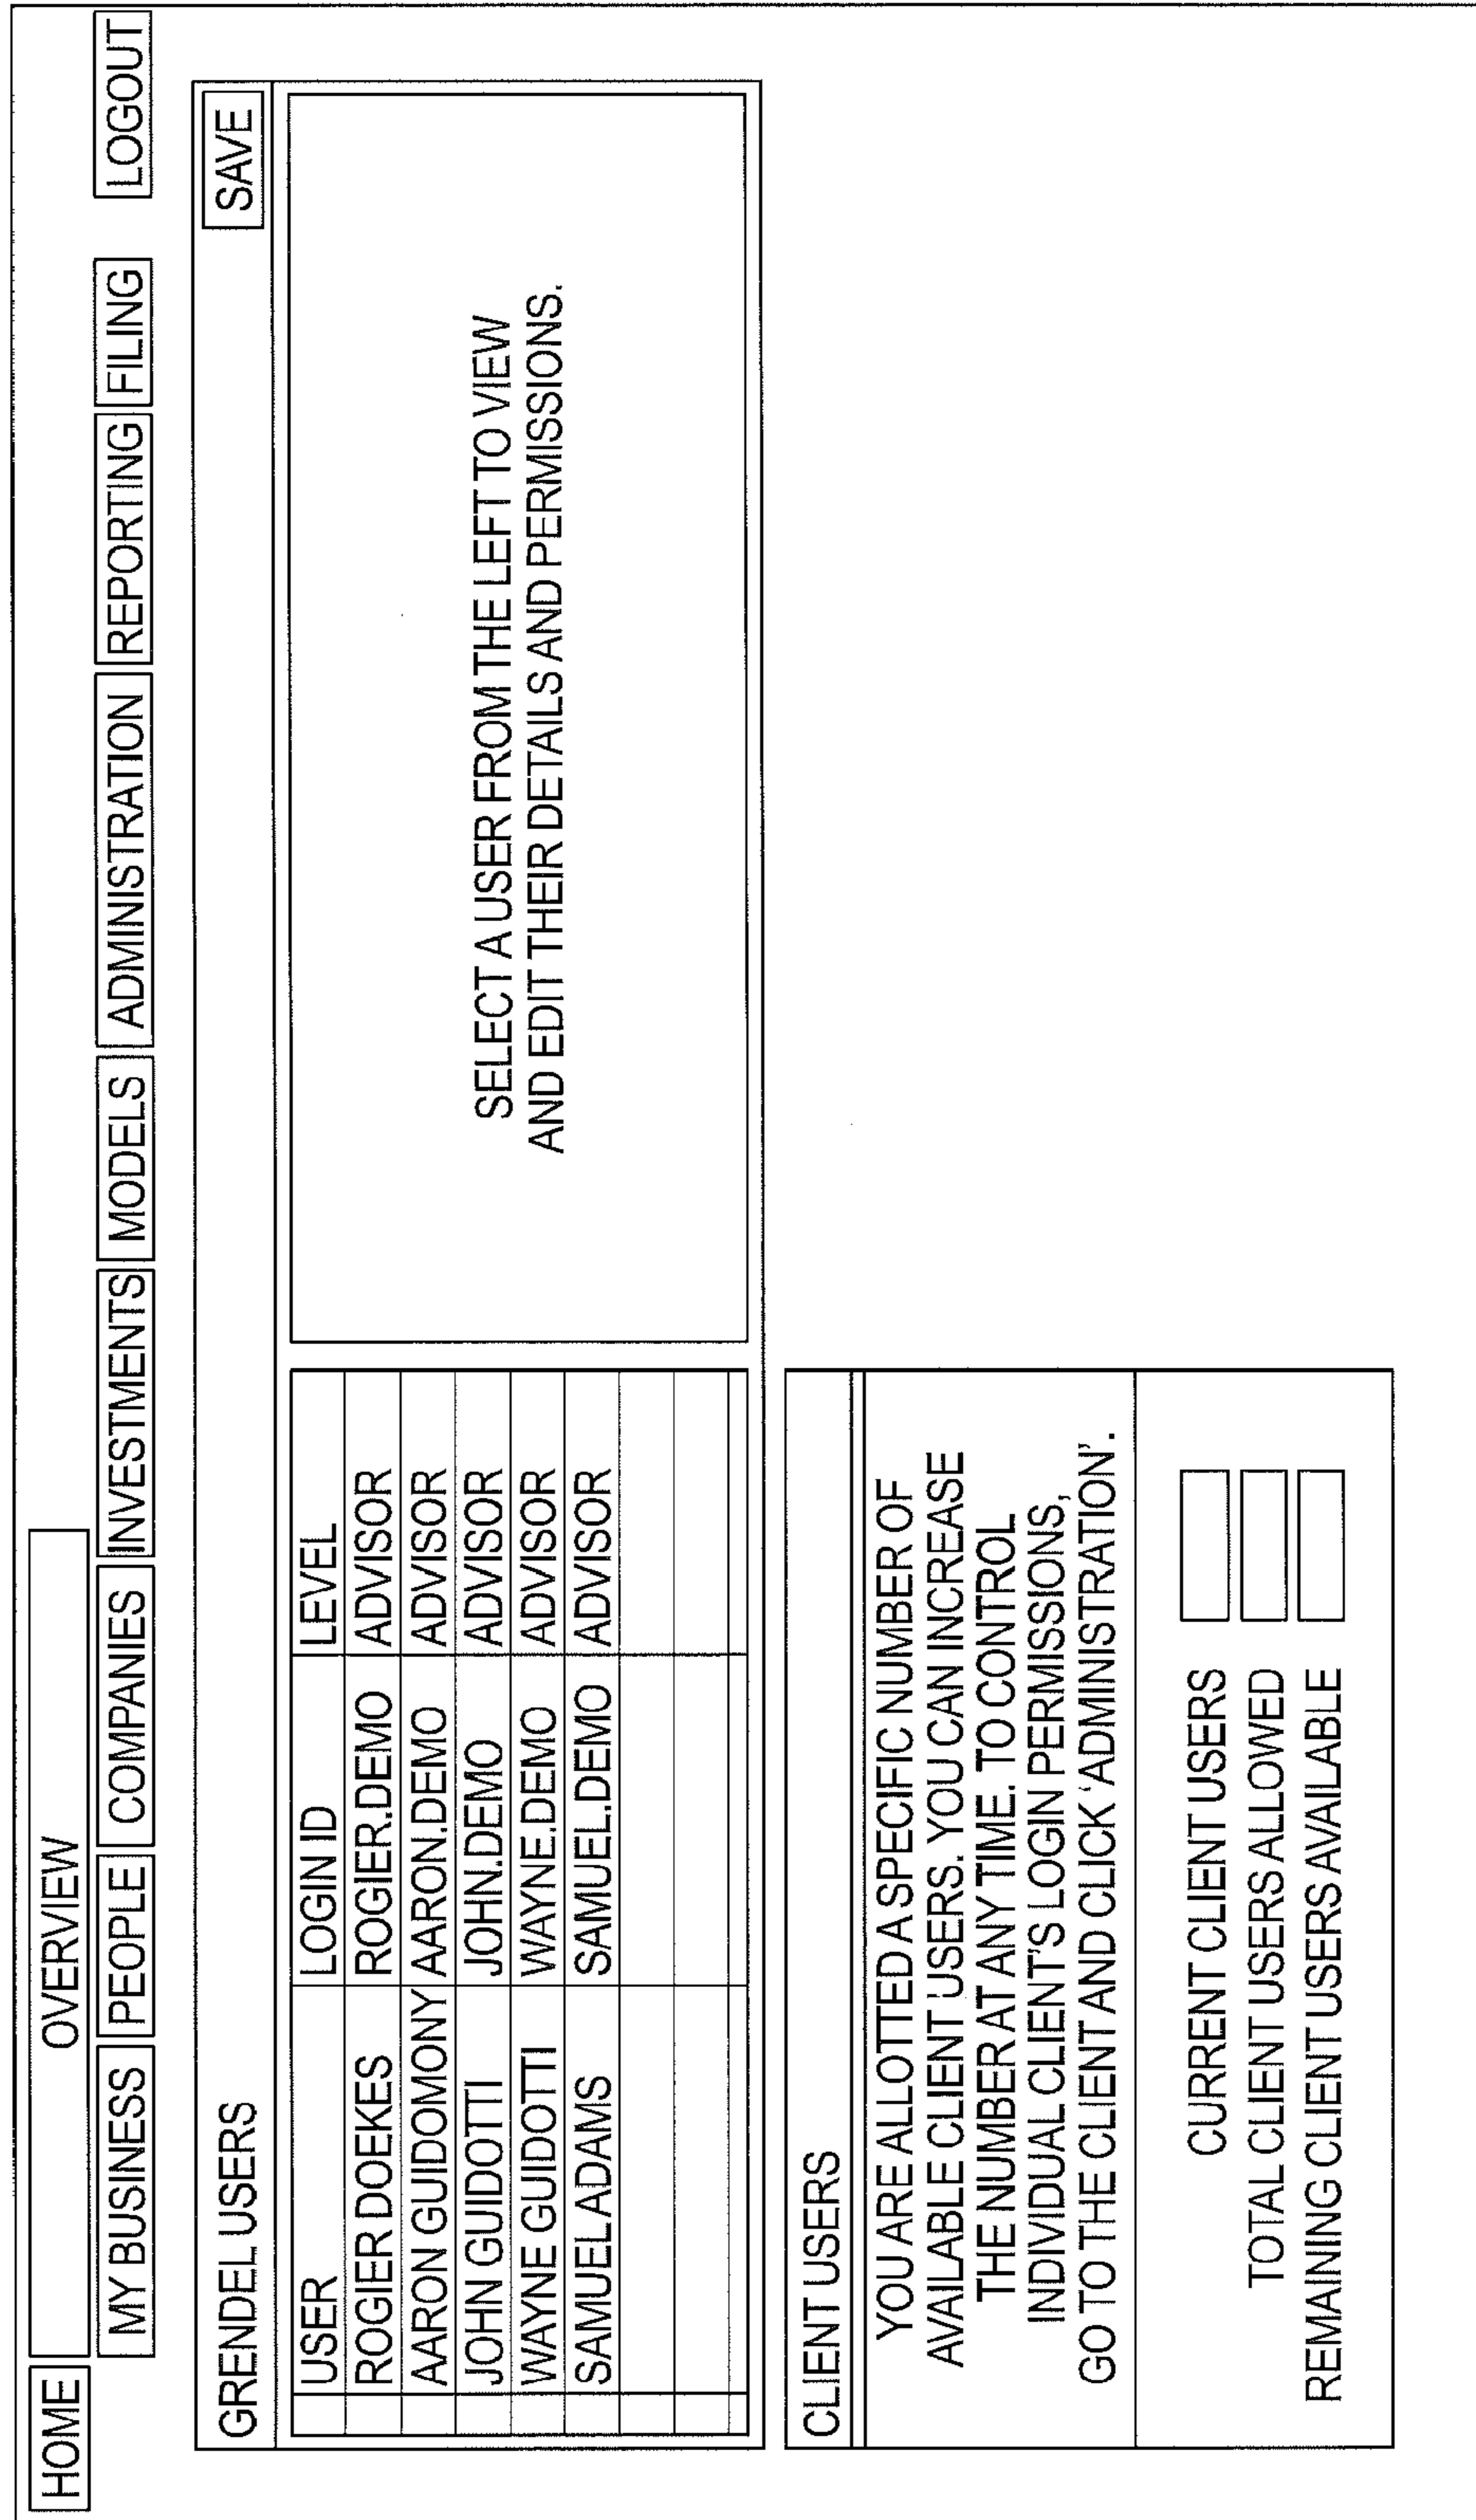 HOME OVERVIEW
MY BUSINESS PEOPLE COMPANIES INVESTMENTS MODELS ADMINISTRATION REPORTING FILING LOGOUT
GRENDEL USERS SAVE
USER LOGIN ID LEVEL
ROGIER DOEKES ROGIER.DEMO ADVISOR
AARON GUIDOMONY AARON.DEMO ADVISOR
JOHN GUIDOTTI JOHN.DEMO ADVISOR
WAYNE GUIDOTTI WAYNE.DEMO ADVISOR
SAMUEL ADAMS SAMUEL.DEMO ADVISOR
SELECT A USER FROM THE LEFT TO VIEW
AND EDIT THEIR DETAILS AND PERMISSIONS.
CLIENT USERS
YOU ARE ALLOTTED A SPECIFIC NUMBER OF
AVAILABLE CLIENT USERS. YOU CAN INCREASE
THE NUMBER AT ANY TIME. TO CONTROL
INDIVIDUAL CLIENT'S LOGIN PERMISSIONS,
GO TO THE CLIENT AND CLICK 'ADMINISTRATION'.
CURRENT CLIENT USERS
TOTAL CLIENT USERS ALLOWED
REMAINING CLIENT USERS AVAILABLE